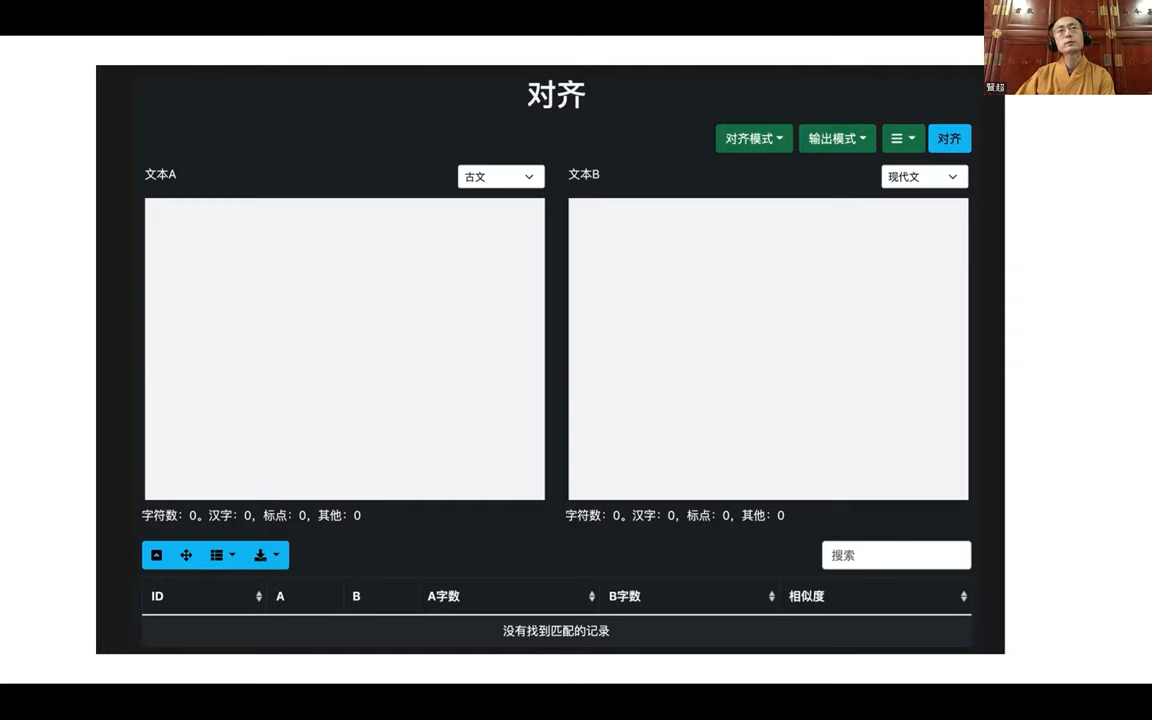 对齐
对齐模式 输出模式 对齐
文本A 古文 文本B 现代文
字符数：0。汉字：0，标点：0，其他：0 字符数：0。汉字：0，标点：0，其他：0
搜索
ID A B A字数 B字数 相似度
没有找到匹配的记录
賢超